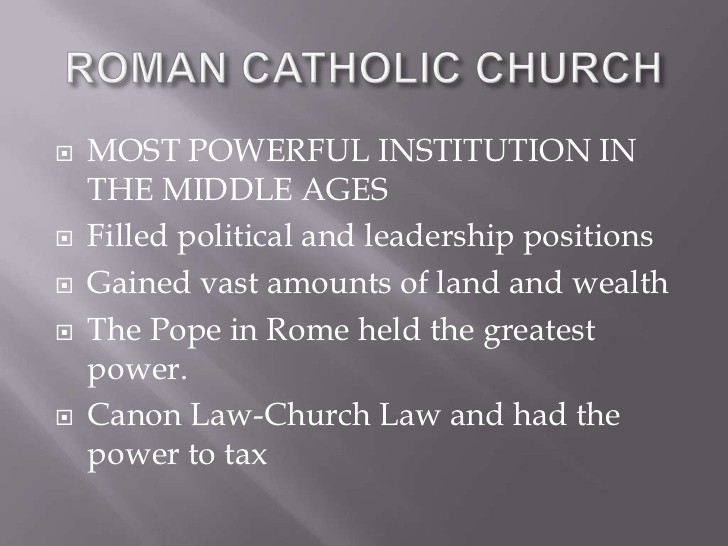 ROMAN CATHOLIC CHURCH
MOST POWERFUL INSTITUTION IN
THE MIDDLE AGES
Filled political and leadership positions
Gained vast amounts of land and wealth
The Pope in Rome held the greatest
power.
Canon Law-Church Law and had the
power to tax